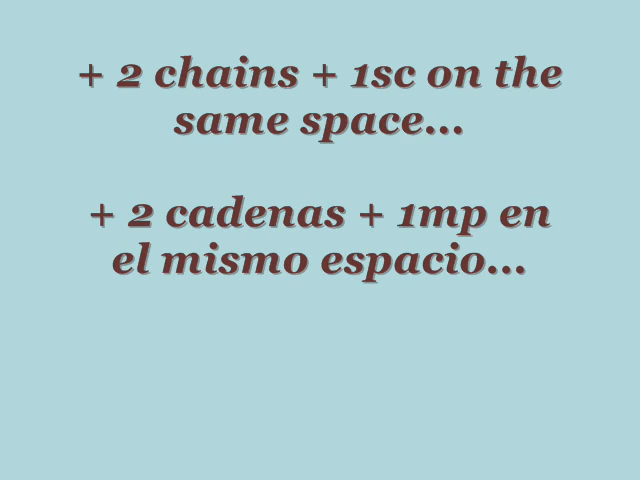 + 2 chains + 1sc on the
same space...
+ 2 cadenas + 1mp en
el mismo espacio...